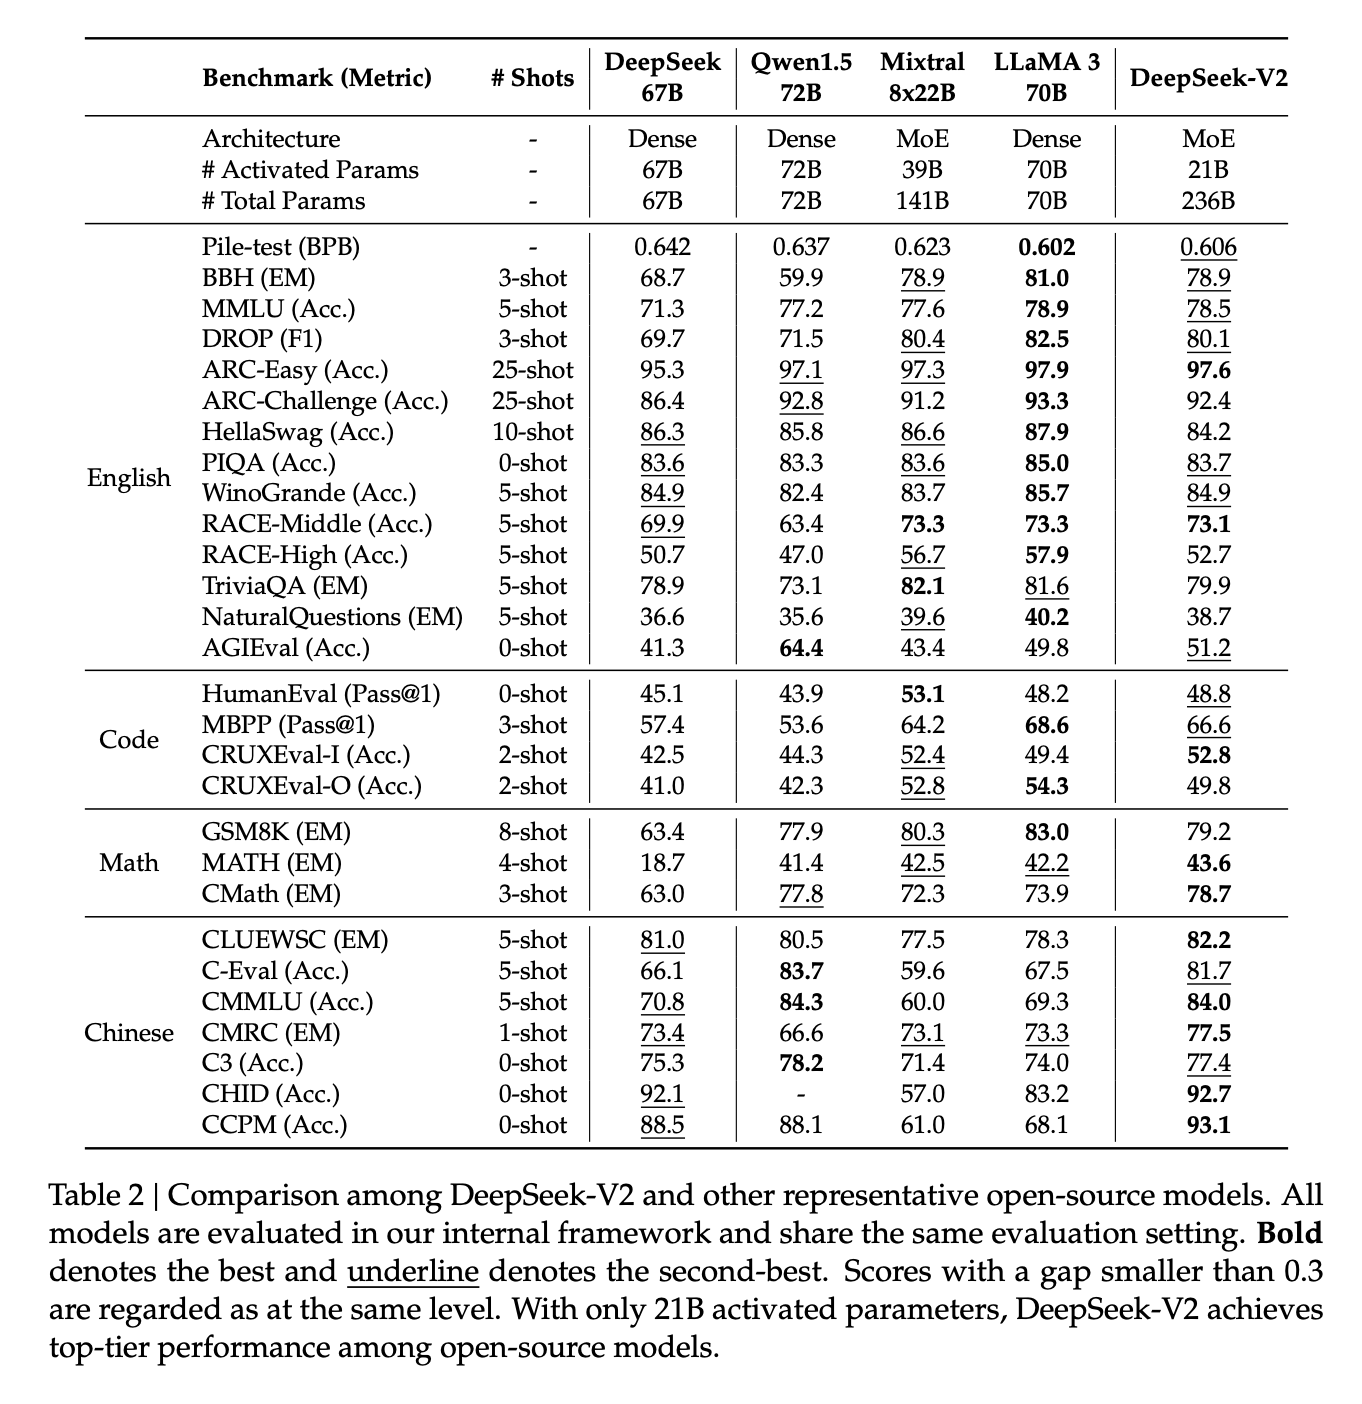 Benchmark (Metric) # Shots DeepSeek 67B Qwen1.5 72B Mixtral 8x22B LLaMA 3 70B DeepSeek-V2
Architecture - Dense Dense MoE Dense MoE
# Activated Params - 67B 72B 39B 70B 21B
# Total Params - 67B 72B 141B 70B 236B
English
Pile-test (BPB) - 0.642 0.637 0.623 0.602 0.606
BBH (EM) 3-shot 68.7 59.9 78.9 81.0 78.9
MMLU (Acc.) 5-shot 71.3 77.2 77.6 78.9 78.5
DROP (F1) 3-shot 69.7 71.5 80.4 82.5 80.1
ARC-Easy (Acc.) 25-shot 95.3 97.1 97.3 97.9 97.6
ARC-Challenge (Acc.) 25-shot 86.4 92.8 91.2 93.3 92.4
HellaSwag (Acc.) 10-shot 86.3 85.8 86.6 87.9 84.2
PIQA (Acc.) 0-shot 83.6 83.3 83.6 85.0 83.7
WinoGrande (Acc.) 5-shot 84.9 82.4 83.7 85.7 84.9
RACE-Middle (Acc.) 5-shot 69.9 63.4 73.3 73.3 73.1
RACE-High (Acc.) 5-shot 50.7 47.0 56.7 57.9 52.7
TriviaQA (EM) 5-shot 78.9 73.1 82.1 81.6 79.9
NaturalQuestions (EM) 5-shot 36.6 35.6 39.6 40.2 38.7
AGIEval (Acc.) 0-shot 41.3 64.4 43.4 49.8 51.2
Code
HumanEval (Pass@1) 0-shot 45.1 43.9 53.1 48.2 48.8
MBPP (Pass@1) 3-shot 57.4 53.6 64.2 68.6 66.6
CRUXEval-I (Acc.) 2-shot 42.5 44.3 52.4 49.4 52.8
CRUXEval-O (Acc.) 2-shot 41.0 42.3 52.8 54.3 49.8
Math
GSM8K (EM) 8-shot 63.4 77.9 80.3 83.0 79.2
MATH (EM) 4-shot 18.7 41.4 42.5 42.2 43.6
CMath (EM) 3-shot 63.0 77.8 72.3 73.9 78.7
Chinese
CLUEWSC (EM) 5-shot 81.0 80.5 77.5 78.3 82.2
C-Eval (Acc.) 5-shot 66.1 83.7 59.6 67.5 81.7
CMMLU (Acc.) 5-shot 70.8 84.3 60.0 69.3 84.0
CMRC (EM) 1-shot 73.4 66.6 73.1 73.3 77.5
C3 (Acc.) 0-shot 75.3 78.2 71.4 74.0 77.4
CHID (Acc.) 0-shot 92.1 - 57.0 83.2 92.7
CCPM (Acc.) 0-shot 88.5 88.1 61.0 68.1 93.1
Table 2 | Comparison among DeepSeek-V2 and other representative open-source models. All
models are evaluated in our internal framework and share the same evaluation setting. Bold
denotes the best and underline denotes the second-best. Scores with a gap smaller than 0.3
are regarded as at the same level. With only 21B activated parameters, DeepSeek-V2 achieves
top-tier performance among open-source models.